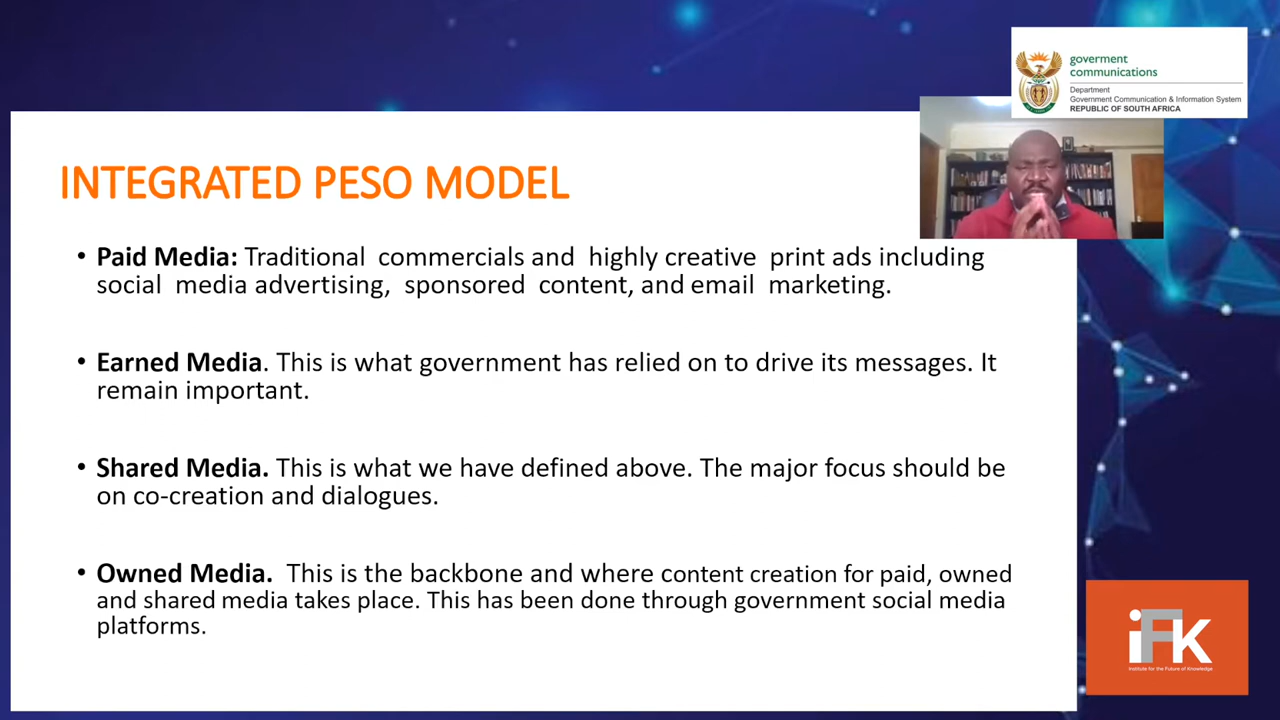 goverment
communications
Department
Government Communication & Information System
REPUBLIC OF SOUTH AFRICA
INTEGRATED PESO MODEL
• Paid Media: Traditional commercials and highly creative print ads including
social media advertising, sponsored content, and email marketing.
• Earned Media. This is what government has relied on to drive its messages. It
remain important.
• Shared Media. This is what we have defined above. The major focus should be
on co-creation and dialogues.
• Owned Media. This is the backbone and where content creation for paid, owned
and shared media takes place. This has been done through government social media
platforms.
iFK
Institute for the Future of Knowledge